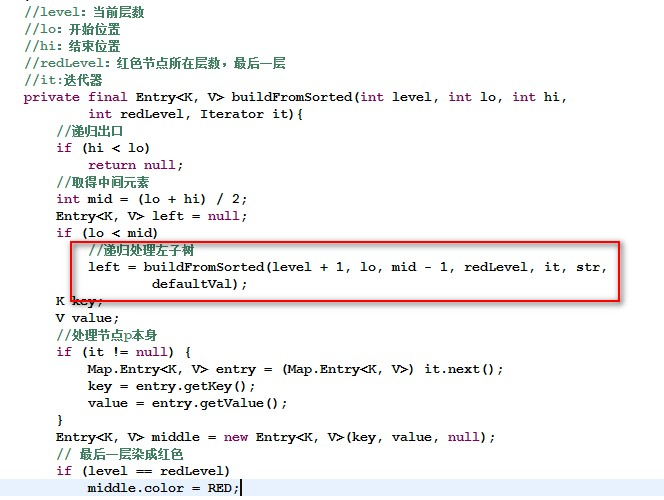 //level: 当前层数
//lo: 开始位置
//hi: 结束位置
//redLevel: 红色节点所在层数，最后一层
//it:迭代器
private final Entry<K, V> buildFromSorted(int level, int lo, int hi,
int redLevel, Iterator it){
//递归出口
if (hi < lo)
return null;
//取得中间元素
int mid = (lo + hi) / 2;
Entry<K, V> left = null;
if (lo < mid)
//递归处理左子树
left = buildFromSorted(level + 1, lo, mid - 1, redLevel, it, str,
defaultVal);
K key;
V value;
//处理节点p本身
if (it != null) {
Map.Entry<K, V> entry = (Map.Entry<K, V>) it.next();
key = entry.getKey();
value = entry.getValue();
}
Entry<K, V> middle = new Entry<K, V>(key, value, null);
// 最后一层染成红色
if (level == redLevel)
middle.color = RED;